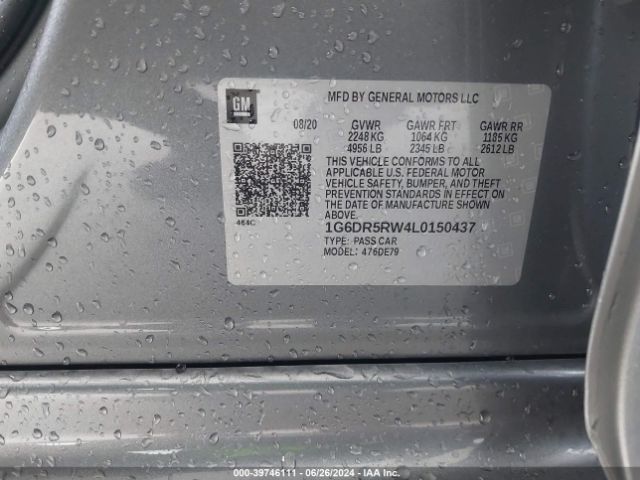 GM
MFD BY GENERAL MOTORS LLC
08/20 GVWR GAWR FRT GAWR RR
2248 KG 1064 KG 1185 KG
4956 LB 2345 LB 2612 LB
THIS VEHICLE CONFORMS TO ALL
APPLICABLE U.S. FEDERAL MOTOR
VEHICLE SAFETY, BUMPER, AND THEFT
PREVENTION STANDARDS IN EFFECT ON
THE DATE OF MANUFACTURE SHOWN
ABOVE.
464C
1G6DR5RW4L0150437
TYPE: PASS CAR
MODEL: 476DE79
000-39746111 - 06/26/2024 - IAA Inc.